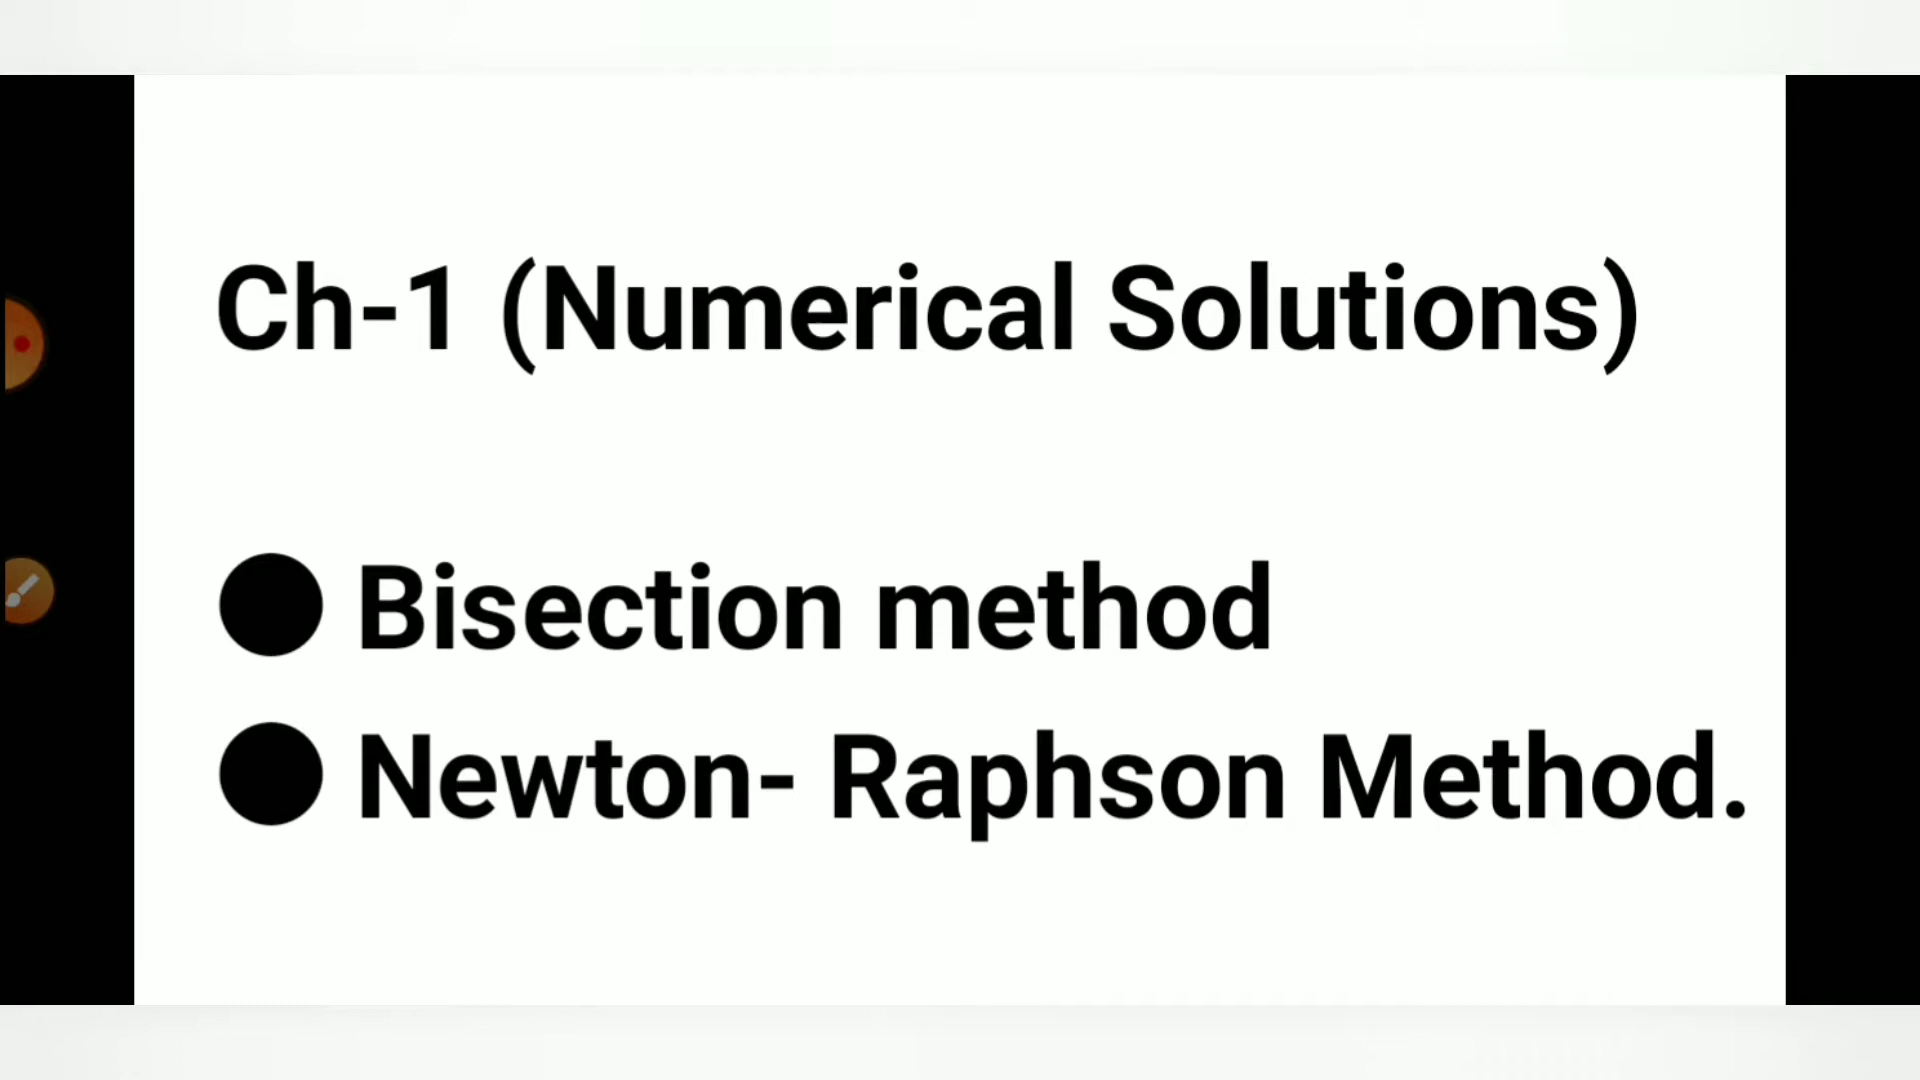 Ch-1 (Numerical Solutions)
● Bisection method
● Newton- Raphson Method.